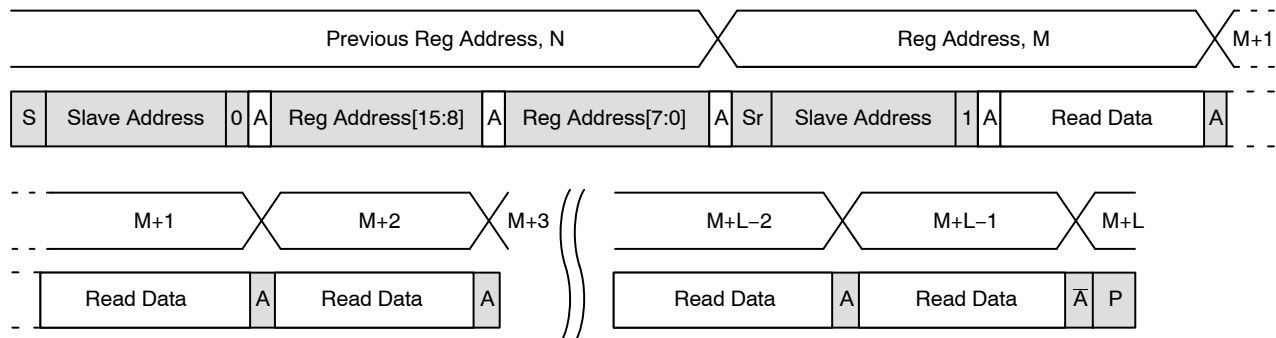 Previous Reg Address, N Reg Address, M M+1
S Slave Address 0 A Reg Address[15:8] A Reg Address[7:0] A Sr Slave Address 1 A Read Data A
M+1 M+2 M+3 M+L−2 M+L−1 M+L
Read Data A Read Data A Read Data A Read Data A̅ P